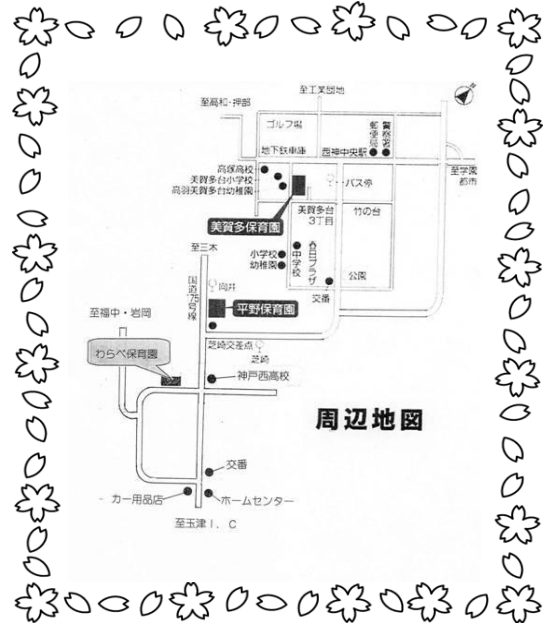 至工業団地
至高和・押部
ゴルフ場
郵便局
警察署
地下鉄車庫
西神中央駅
至学園
都市
高塚高校
美賀多台小学校
高羽美賀多台幼稚園
バス停
美賀多台
3丁目
竹の台
美賀多保育園
至三木
小学校
幼稚園
中学校
春日プラザ
公園
交番
国道175号線
向井
平野保育園
至福中・岩岡
わらべ保育園
芝崎交差点
芝崎
神戸西高校
周辺地図
交番
カー用品店
ホームセンター
至玉津I.C